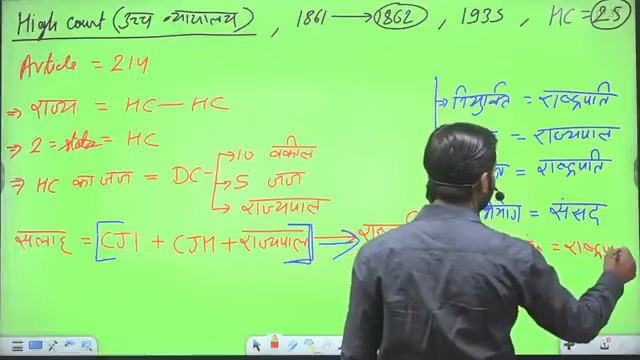 High court (उच्च न्यायालय) , 1861 → 1862 , 1935 HC = 25
Article = 214
⇒ राज्य = HC — HC
⇒ 2 = state = HC
⇒ HC का जज = DC → 10 वकील
→ 5 जज
→ राज्यपाल
सलाह = [CJI + CJH + राज्यपाल] ⇒
नियुक्ति = राष्ट्रपति
= राज्यपाल
= राष्ट्रपति
= संसद